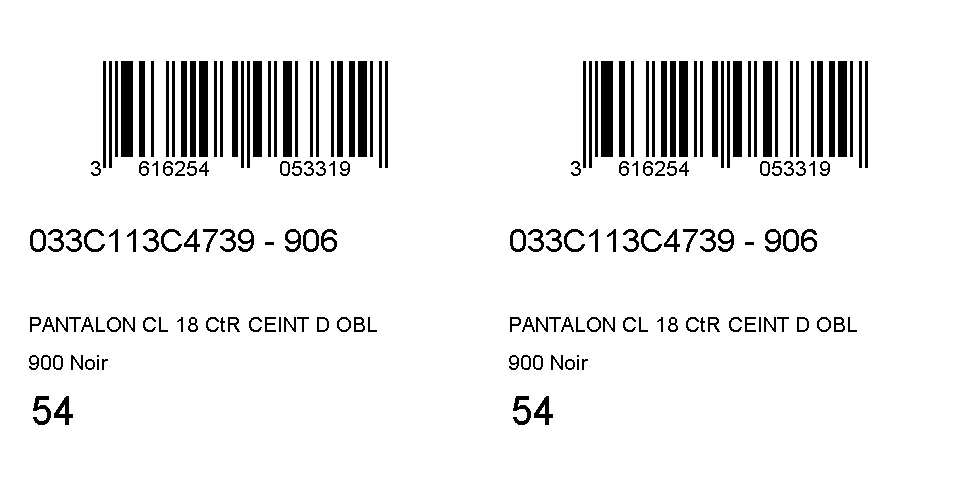 3 616254 053319
033C113C4739 - 906
PANTALON CL 18 CtR CEINT D OBL
900 Noir
54
3 616254 053319
033C113C4739 - 906
PANTALON CL 18 CtR CEINT D OBL
900 Noir
54